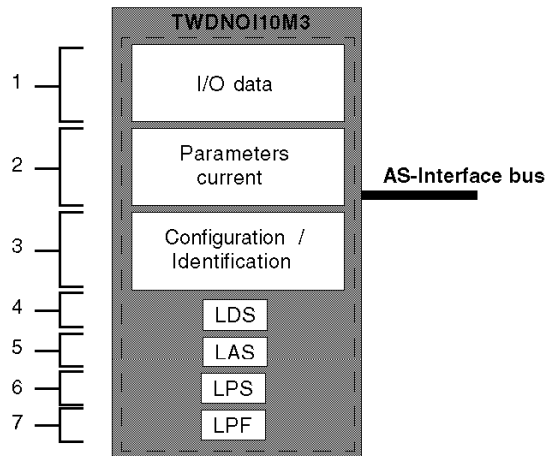 TWDNOI10M3
1
I/O data
2
Parameters
current
AS-Interface bus
3
Configuration /
Identification
4
LDS
5
LAS
6
LPS
7
LPF